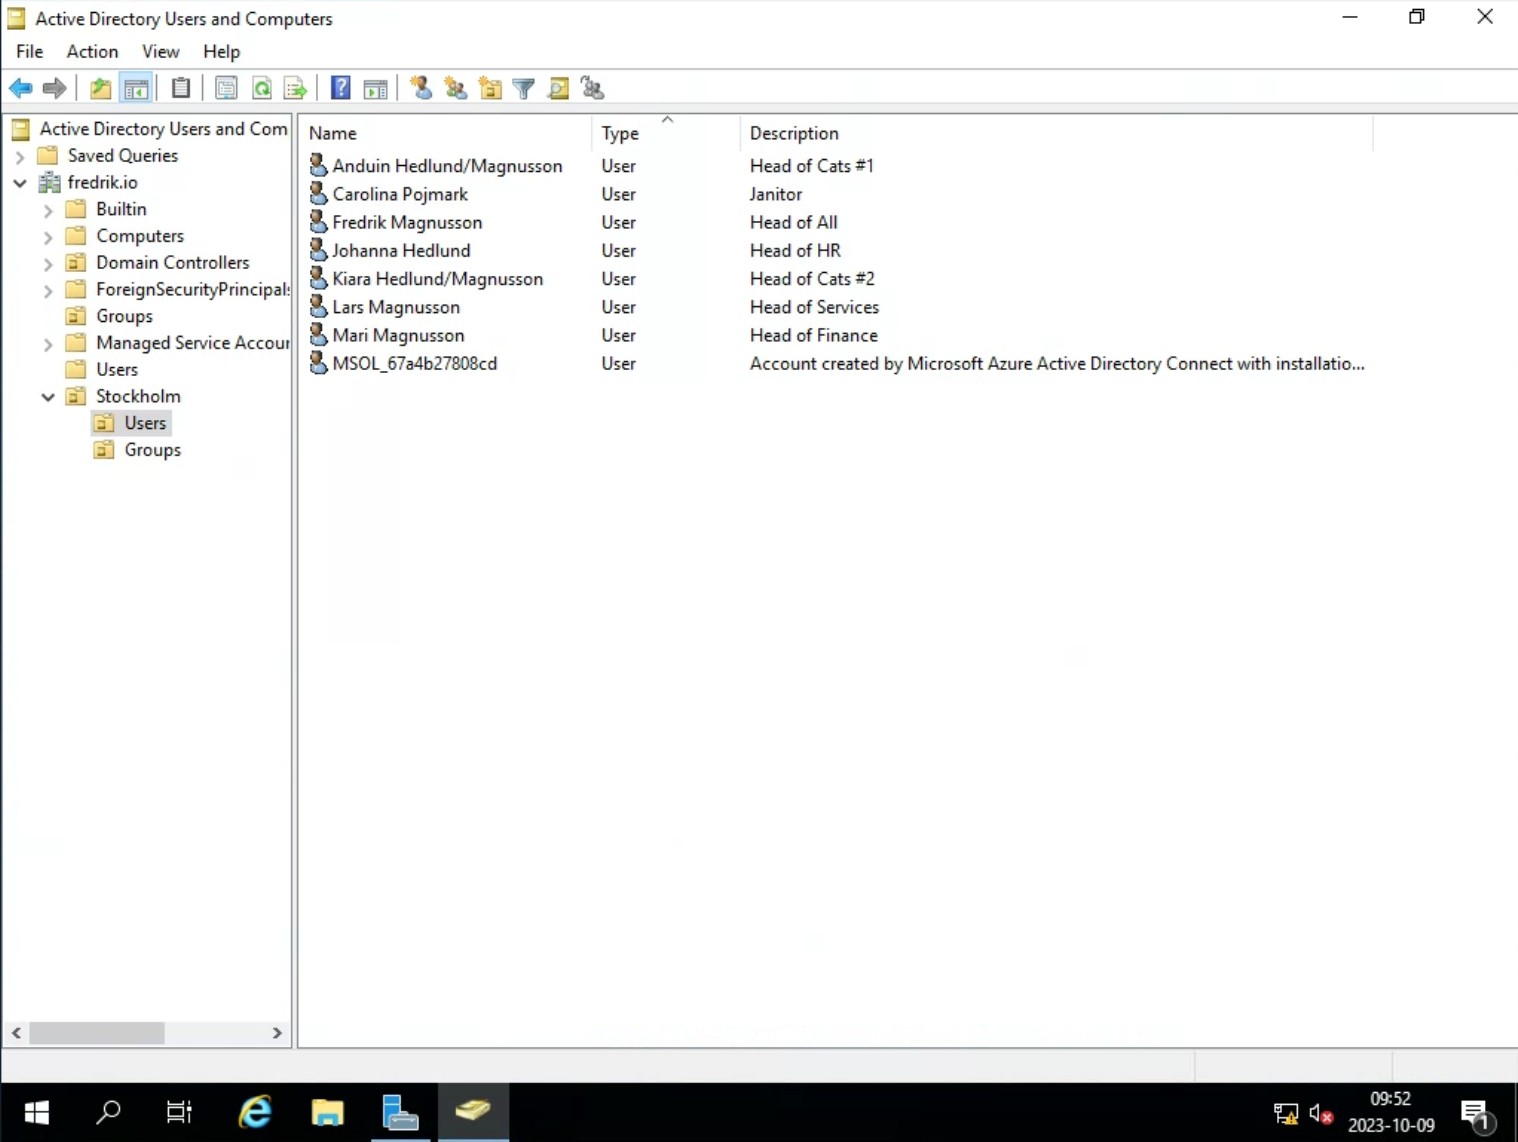 Active Directory Users and Computers
File Action View Help
Active Directory Users and Com
Saved Queries
fredrik.io
Builtin
Computers
Domain Controllers
ForeignSecurityPrincipals
Groups
Managed Service Accour
Users
Stockholm
Users
Groups
Name Type Description
Anduin Hedlund/Magnusson User Head of Cats #1
Carolina Pojmark User Janitor
Fredrik Magnusson User Head of All
Johanna Hedlund User Head of HR
Kiara Hedlund/Magnusson User Head of Cats #2
Lars Magnusson User Head of Services
Mari Magnusson User Head of Finance
MSOL_67a4b27808cd User Account created by Microsoft Azure Active Directory Connect with installatio...
09:52
2023-10-09
1